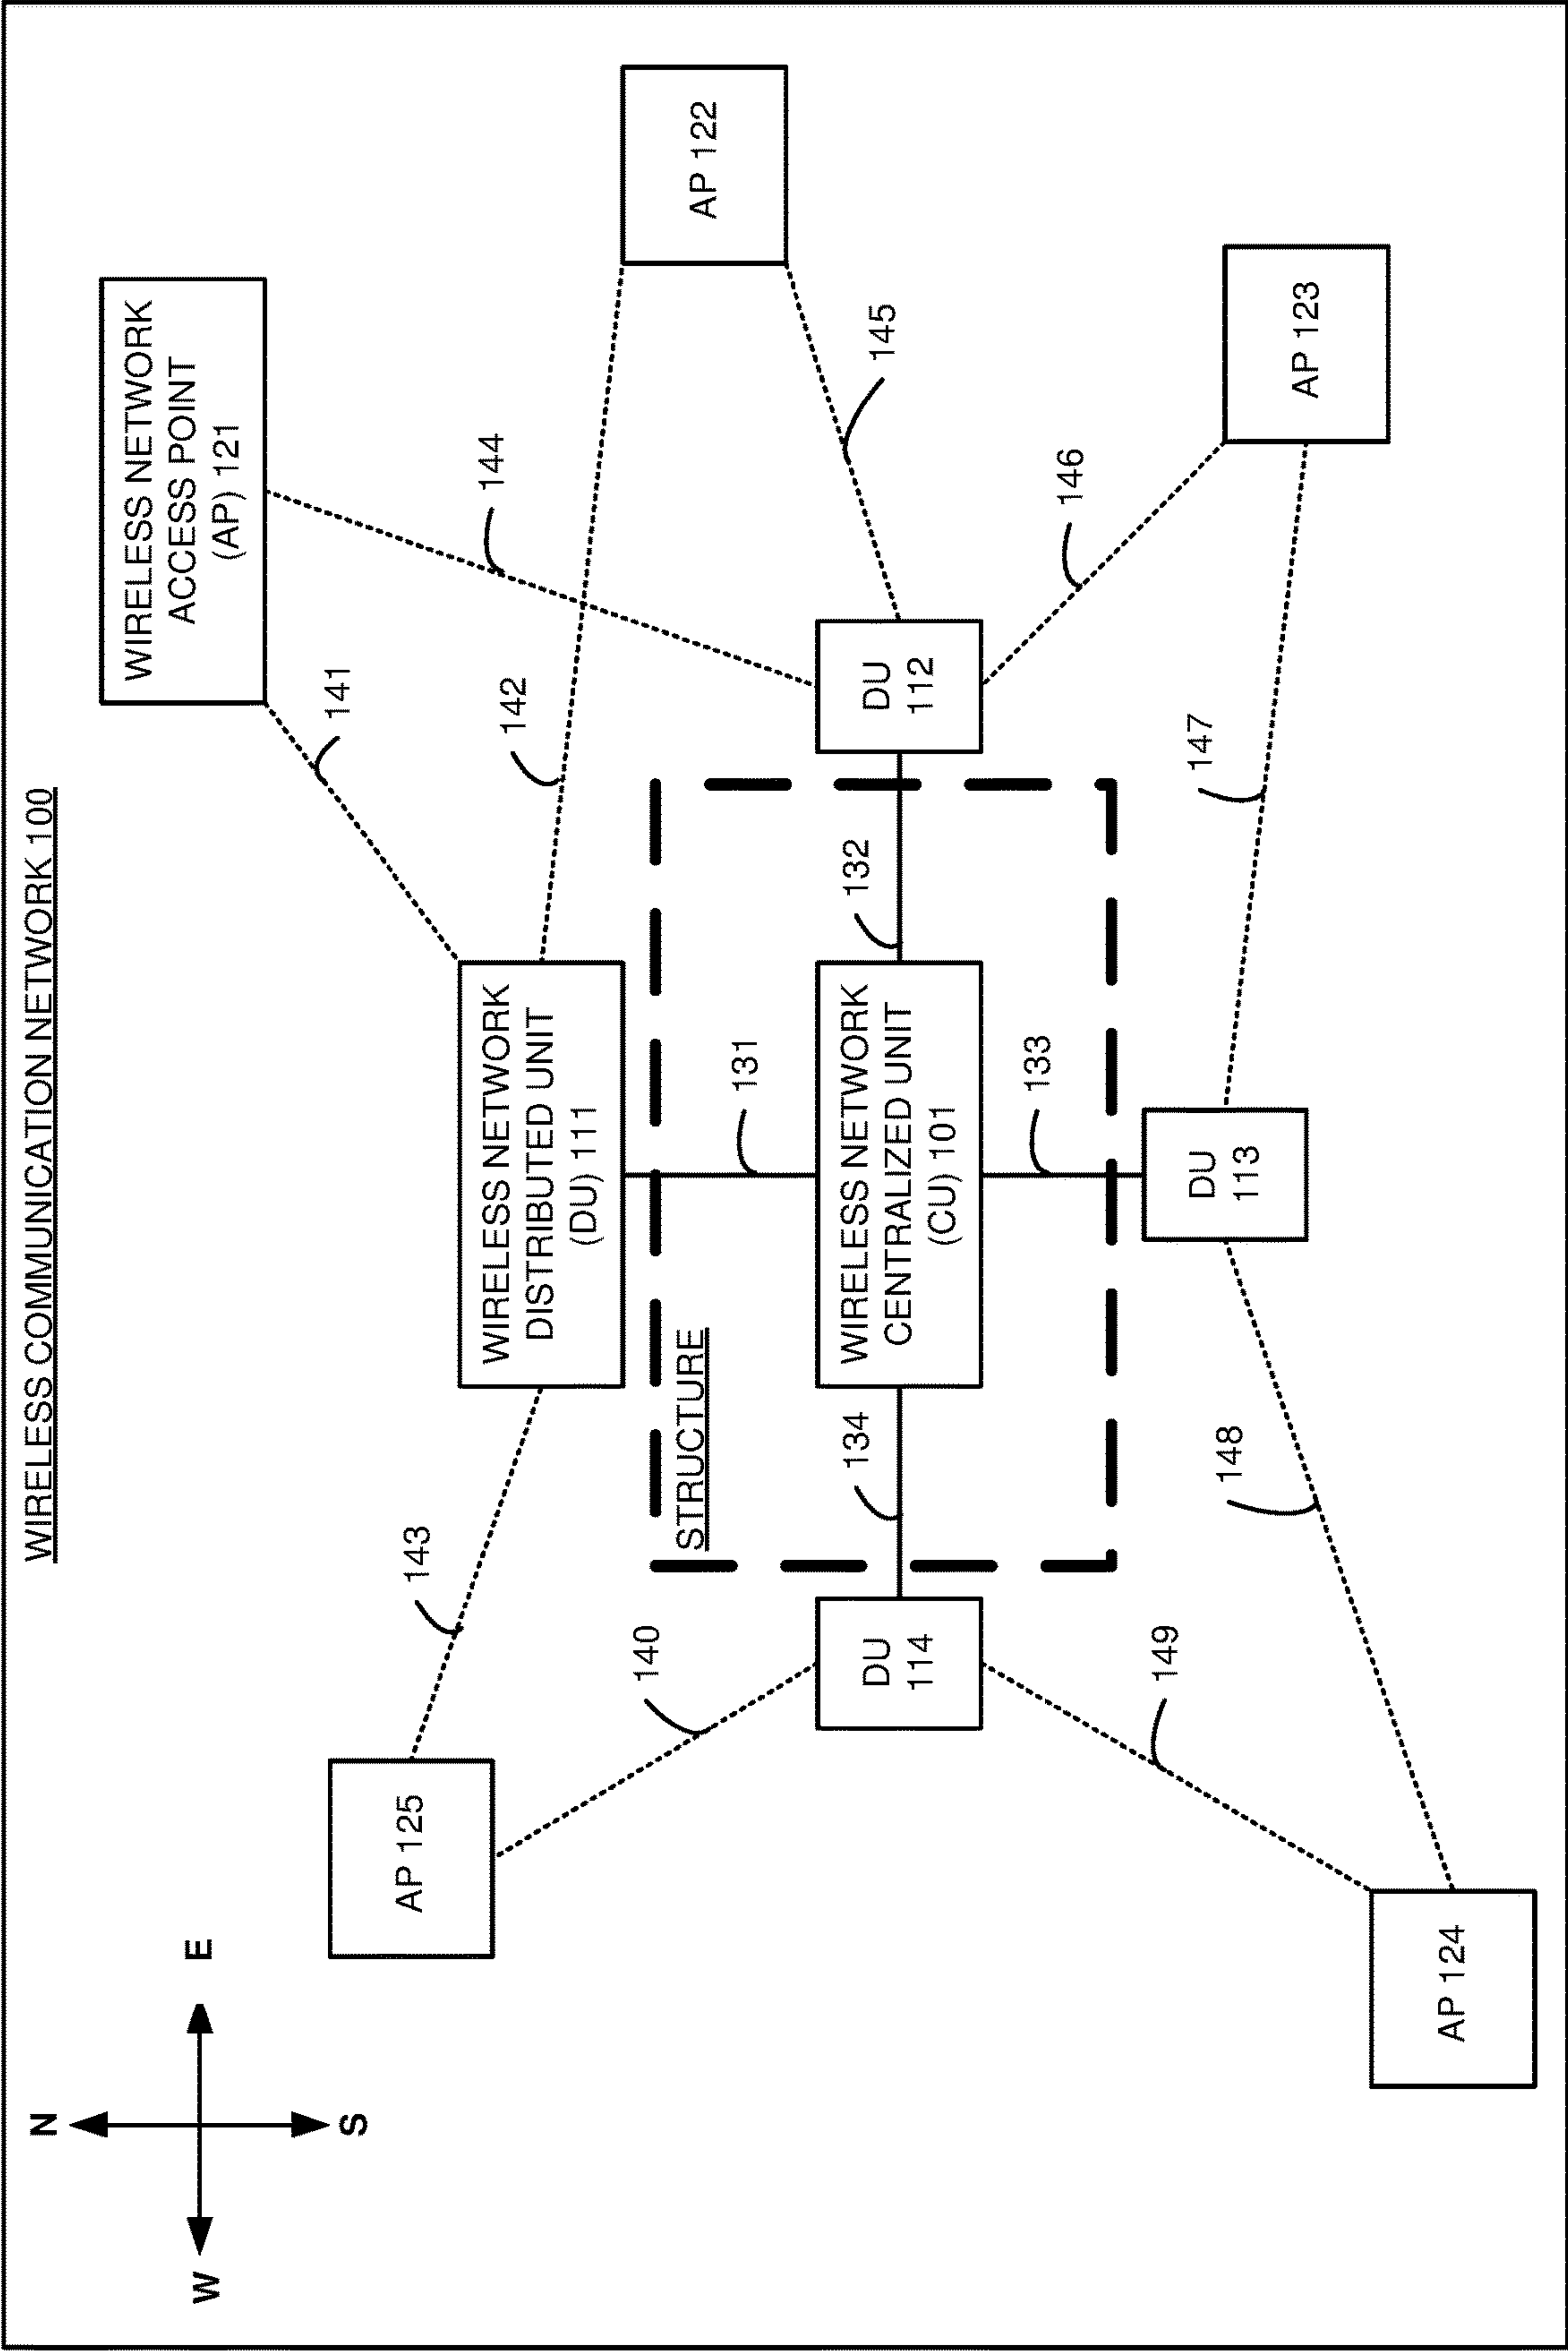 WIRELESS COMMUNICATION NETWORK 100
N
W
E
S
WIRELESS NETWORK
ACCESS POINT
(AP) 121
141
AP 125
143
144
142
WIRELESS NETWORK
DISTRIBUTED UNIT
(DU) 111
AP 122
140
STRUCTURE
131
134
132
145
DU
114
WIRELESS NETWORK
CENTRALIZED UNIT
(CU) 101
DU
112
133
146
149
148
147
DU
113
AP 123
AP 124